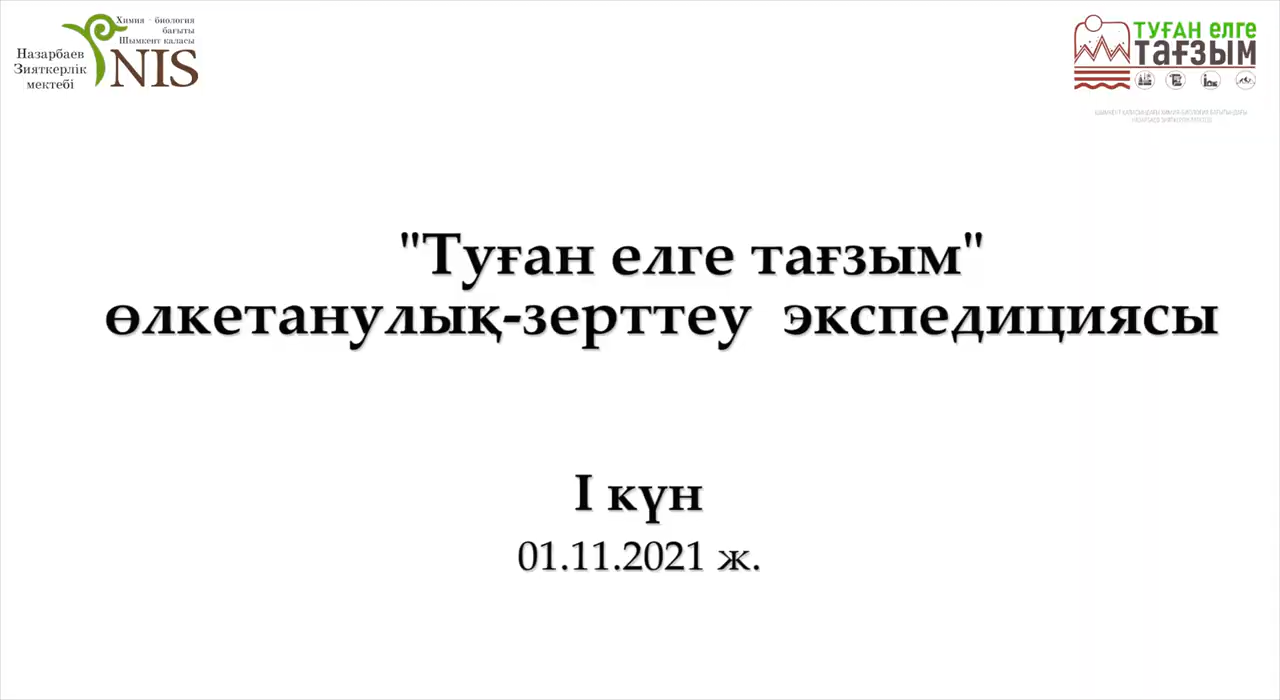 Химия - биология
бағыты
Шымкент қаласы
Назарбаев
Зияткерлік
мектебі
NIS
ТУҒАН ЕЛГЕ
ТАҒЗЫМ
"Туған елге тағзым"
өлкетанулық-зерттеу экспедициясы
I күн
01.11.2021 ж.